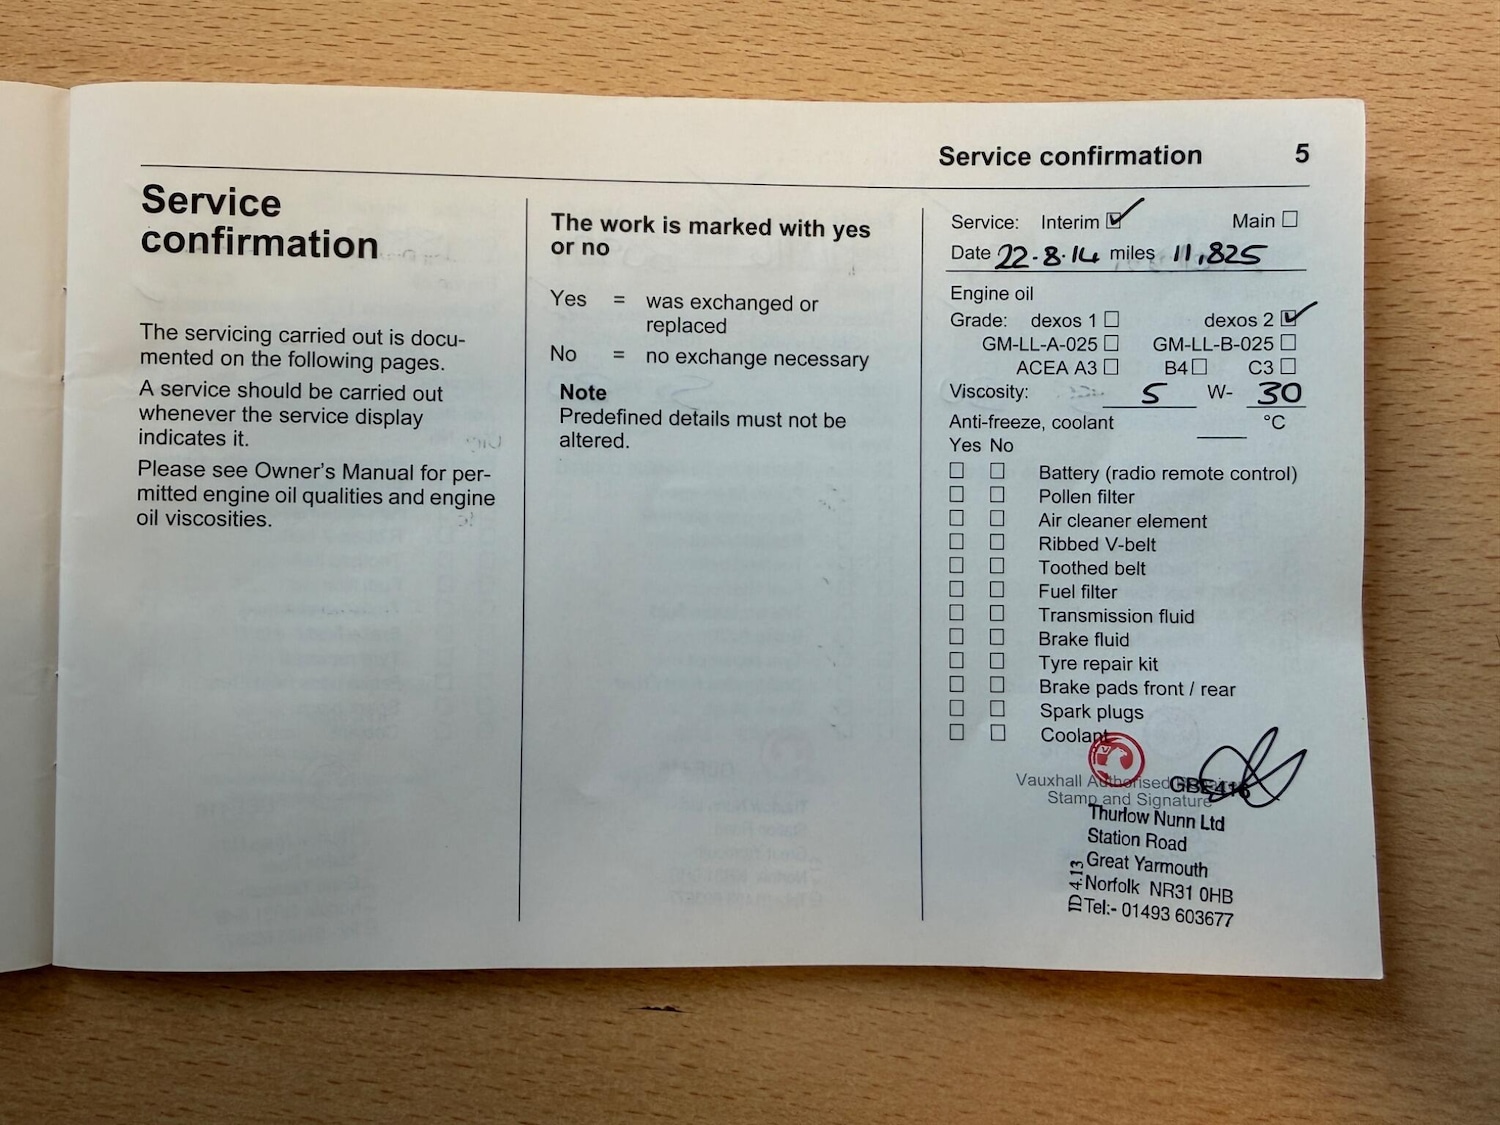 Service confirmation 5
Service
confirmation
The servicing carried out is docu-
mented on the following pages.
A service should be carried out
whenever the service display
indicates it.
Please see Owner's Manual for per-
mitted engine oil qualities and engine
oil viscosities.
The work is marked with yes
or no
Yes = was exchanged or
replaced
No = no exchange necessary
Note
Predefined details must not be
altered.
Service: Interim ☑ Main ☐
Date 22.8.14 miles 11,825
Engine oil
Grade: dexos 1 ☐ dexos 2 ☑
GM-LL-A-025 ☐ GM-LL-B-025 ☐
ACEA A3 ☐ B4 ☐ C3 ☐
Viscosity: 5 W- 30
Anti-freeze, coolant ____ °C
Yes No
☐ ☐ Battery (radio remote control)
☐ ☐ Pollen filter
☐ ☐ Air cleaner element
☐ ☐ Ribbed V-belt
☐ ☐ Toothed belt
☐ ☐ Fuel filter
☐ ☐ Transmission fluid
☐ ☐ Brake fluid
☐ ☐ Tyre repair kit
☐ ☐ Brake pads front / rear
☐ ☐ Spark plugs
☐ ☐ Coolant
Vauxhall Authorised Repairer
GBE416
Stamp and Signature
Thurlow Nunn Ltd
Station Road
Great Yarmouth
Norfolk NR31 0HB
Tel:- 01493 603677
ID 4.13